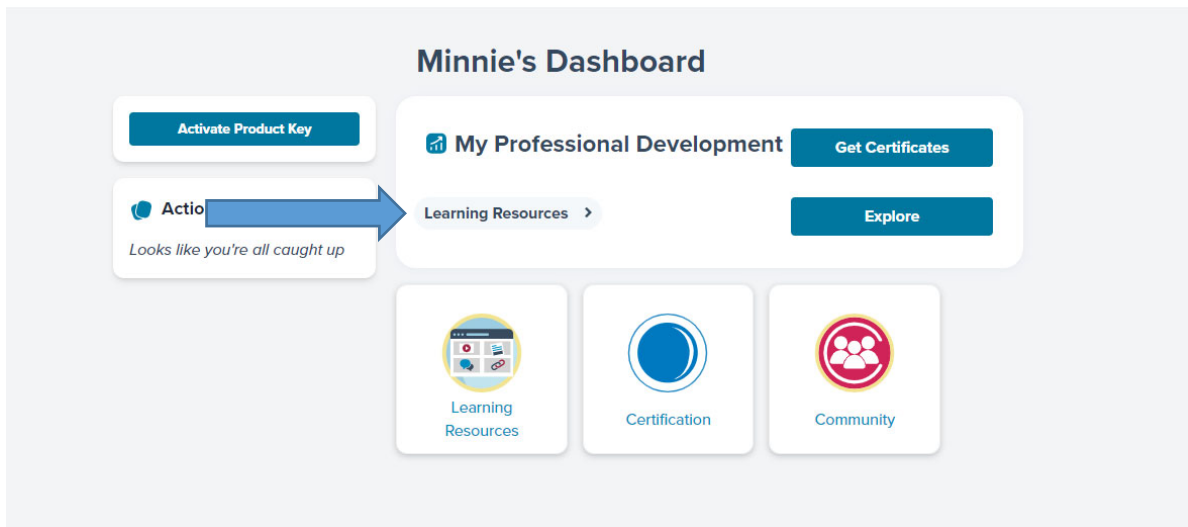 Minnie's Dashboard
Activate Product Key
Actio
Looks like you're all caught up
My Professional Development
Get Certificates
Learning Resources >
Explore
Learning
Resources
Certification
Community